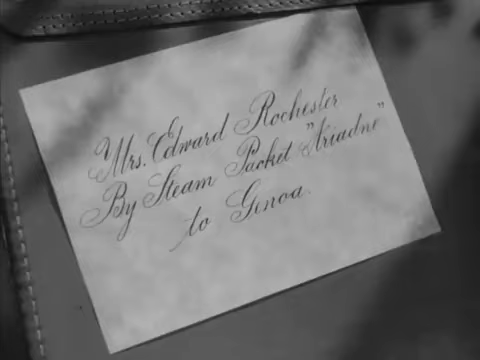 Mrs. Edward Rochester
By Steam Packet "Ariadne"
to Genoa.